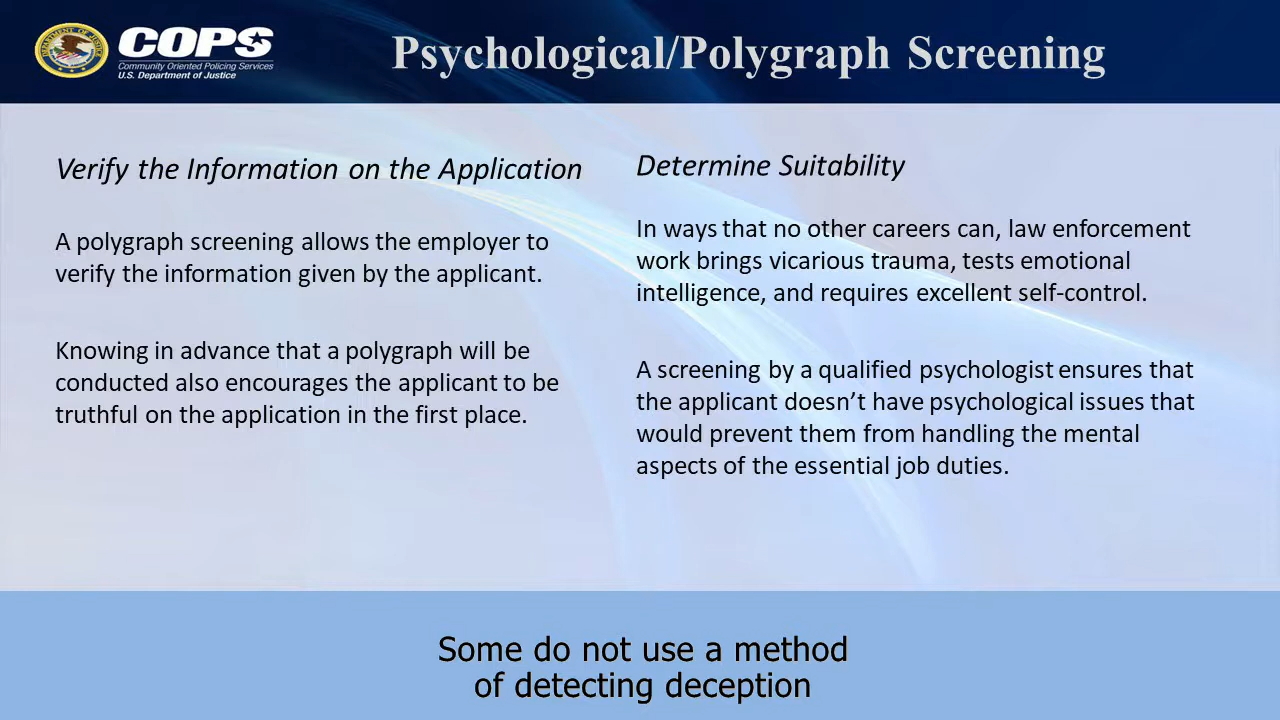 COPS
Community Oriented Policing Services
U.S. Department of Justice
Psychological/Polygraph Screening
Verify the Information on the Application
A polygraph screening allows the employer to
verify the information given by the applicant.
Knowing in advance that a polygraph will be
conducted also encourages the applicant to be
truthful on the application in the first place.
Determine Suitability
In ways that no other careers can, law enforcement
work brings vicarious trauma, tests emotional
intelligence, and requires excellent self-control.
A screening by a qualified psychologist ensures that
the applicant doesn’t have psychological issues that
would prevent them from handling the mental
aspects of the essential job duties.
Some do not use a method
of detecting deception